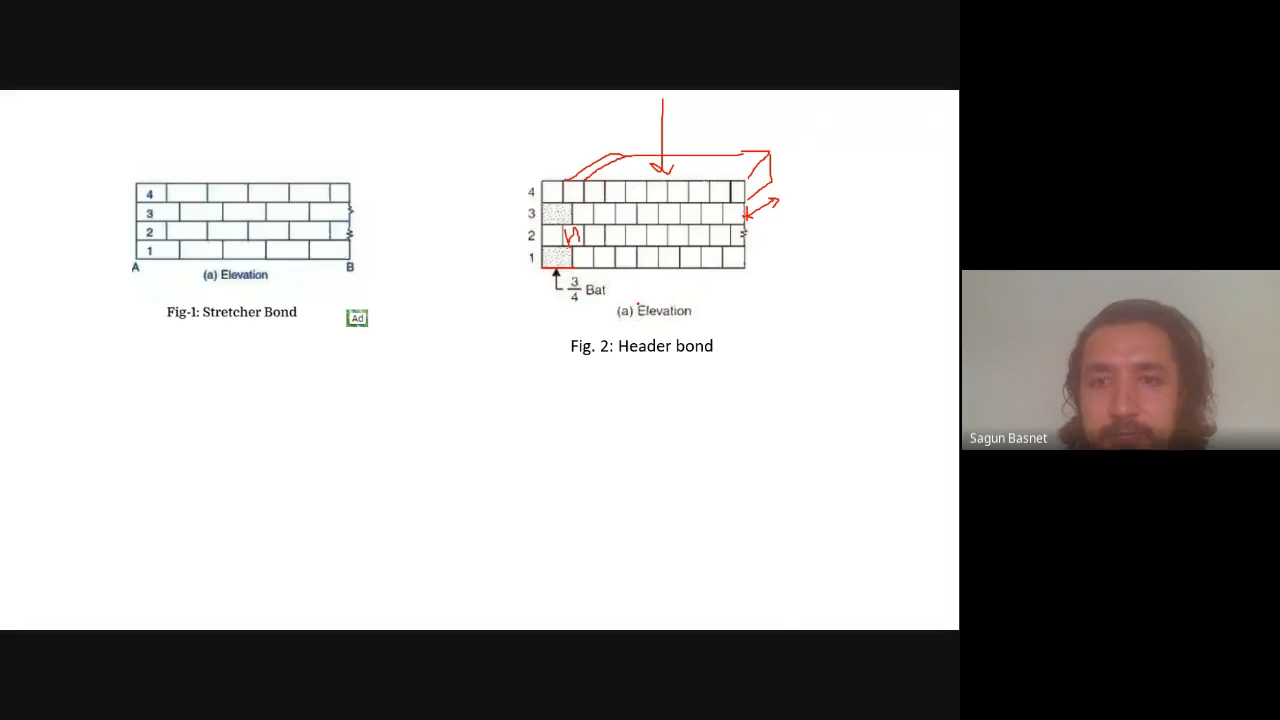 4
3
2
1
A
B
(a) Elevation
Fig-1: Stretcher Bond
Ad
4
3
2
1
3/4 Bat
(a) Elevation
Fig. 2: Header bond
Sagun Basnet